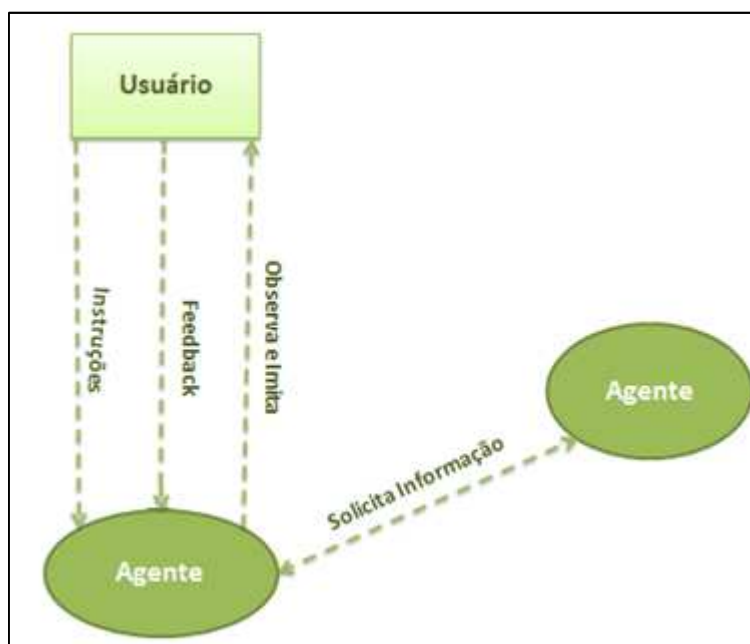 Usuário
Instruções
Feedback
Observa e Imita
Agente
Solicita Informação
Agente